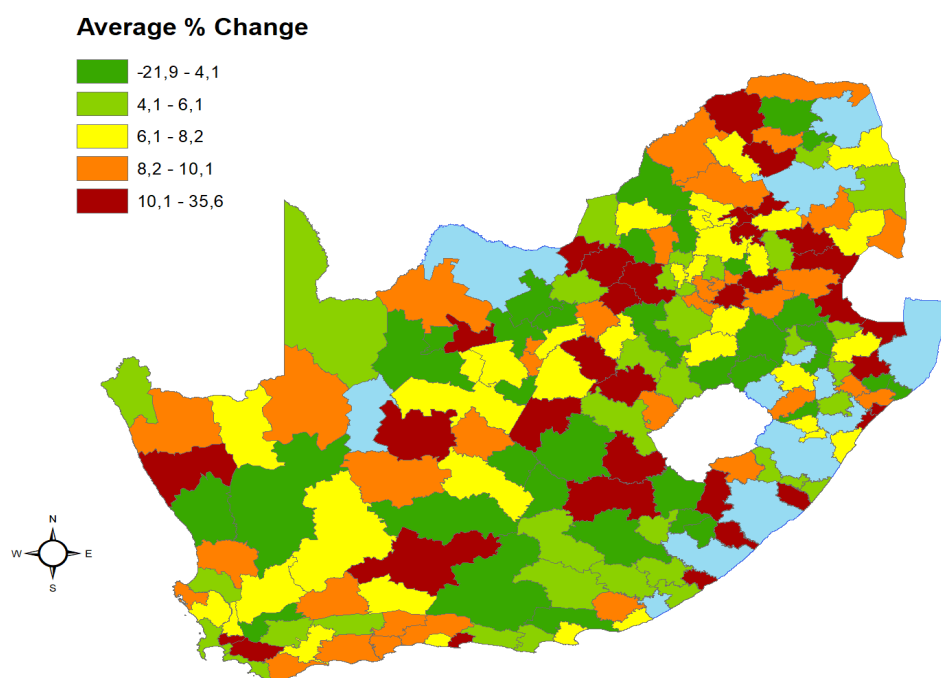 Average % Change
-21,9 - 4,1
4,1 - 6,1
6,1 - 8,2
8,2 - 10,1
10,1 - 35,6
N
W E
S